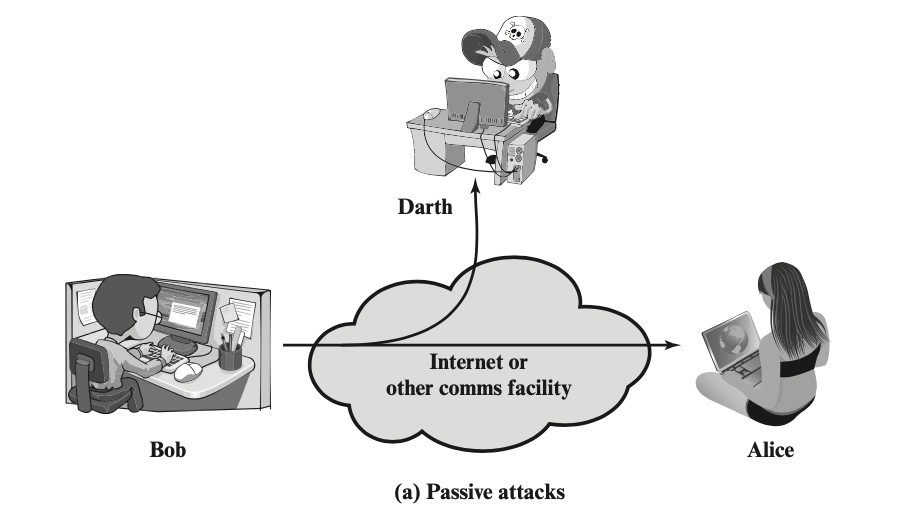 Darth
Internet or
other comms facility
Bob
Alice
(a) Passive attacks